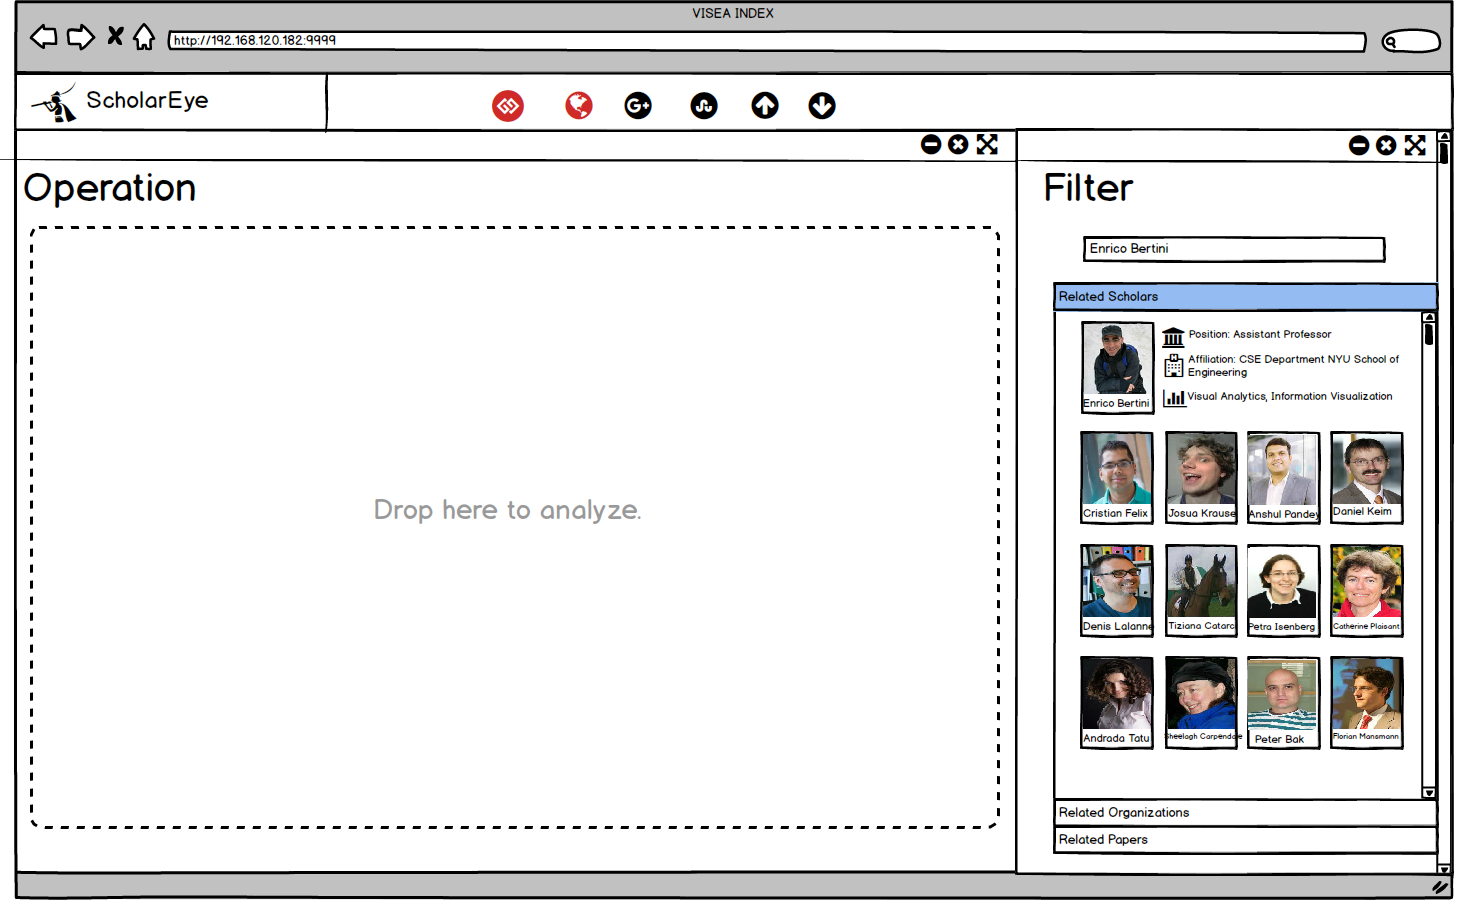 VISEA INDEX
http://192.168.120.182:9999
ScholarEye
Operation
Drop here to analyze.
Filter
Enrico Bertini
Related Scholars
Position: Assistant Professor
Affiliation: CSE Department NYU School of
Engineering
Visual Analytics, Information Visualization
Enrico Bertini
Cristian Felix
Josua Krause
Anshul Pandey
Daniel Keim
Denis Lalanne
Tiziana Catarc
Petra Isenberg
Catherine Plaisant
Andrada Tatu
Sheelagh Carpendale
Peter Bak
Florian Mansmann
Related Organizations
Related Papers